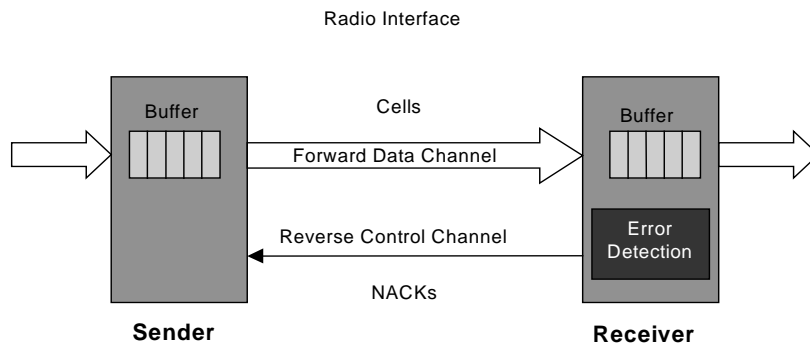 Radio Interface
Buffer
Cells
Buffer
Forward Data Channel
Reverse Control Channel
Error
Detection
NACKs
Sender
Receiver